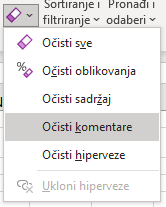 Sortiranje i Pronađi i
filtriranje odaberi
Očisti sve
Očisti oblikovanja
Očisti sadržaj
Očisti komentare
Očisti hiperveze
Ukloni hiperveze